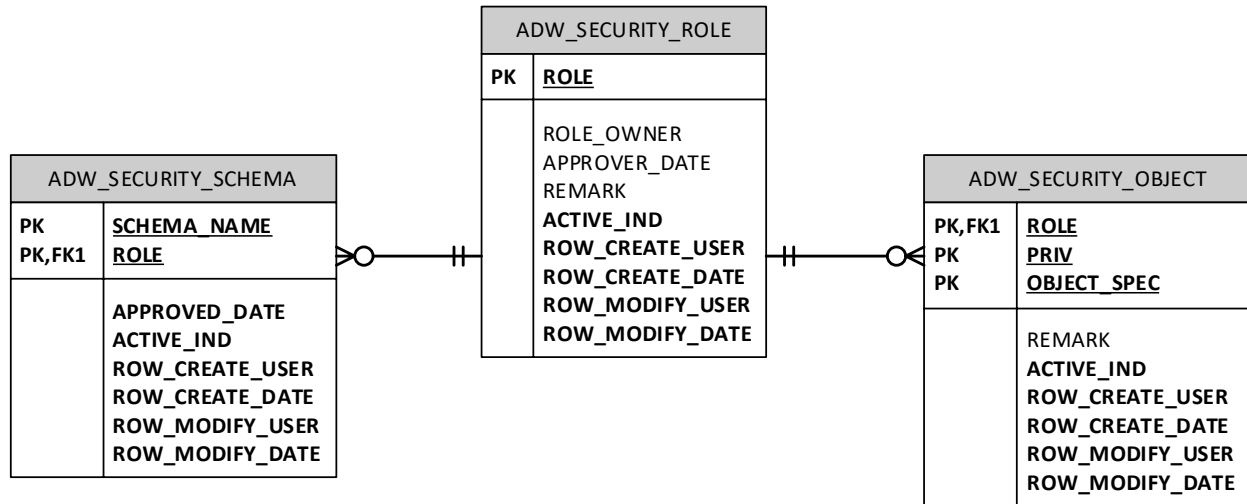 ADW_SECURITY_ROLE
PK ROLE
ROLE_OWNER
APPROVER_DATE
REMARK
ACTIVE_IND
ROW_CREATE_USER
ROW_CREATE_DATE
ROW_MODIFY_USER
ROW_MODIFY_DATE
ADW_SECURITY_SCHEMA
PK SCHEMA_NAME
PK,FK1 ROLE
APPROVED_DATE
ACTIVE_IND
ROW_CREATE_USER
ROW_CREATE_DATE
ROW_MODIFY_USER
ROW_MODIFY_DATE
ADW_SECURITY_OBJECT
PK,FK1 ROLE
PK PRIV
PK OBJECT_SPEC
REMARK
ACTIVE_IND
ROW_CREATE_USER
ROW_CREATE_DATE
ROW_MODIFY_USER
ROW_MODIFY_DATE